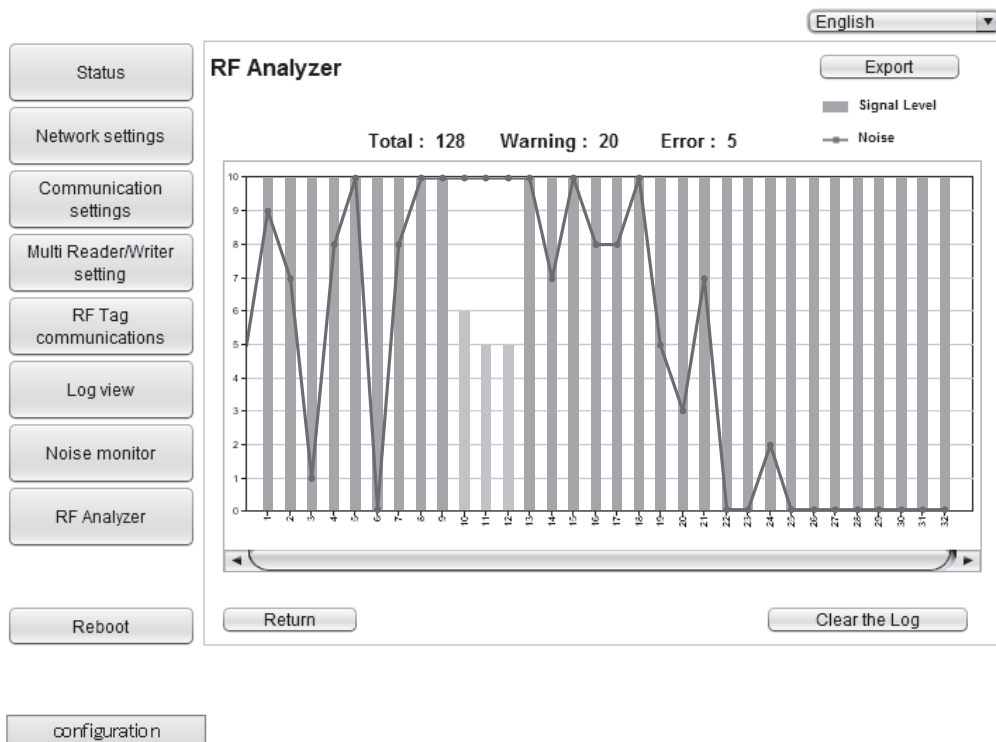 English
Status
Network settings
Communication
settings
Multi Reader/Writer
setting
RF Tag
communications
Log view
Noise monitor
RF Analyzer
Reboot
RF Analyzer
Export
Signal Level
Noise
Total : 128 Warning : 20 Error : 5
10
9
8
7
6
5
4
3
2
1
0
1 2 3 4 5 6 7 8 9 10 11 12 13 14 15 16 17 18 19 20 21 22 23 24 25 26 27 28 29 30 31 32
Return
Clear the Log
configuration